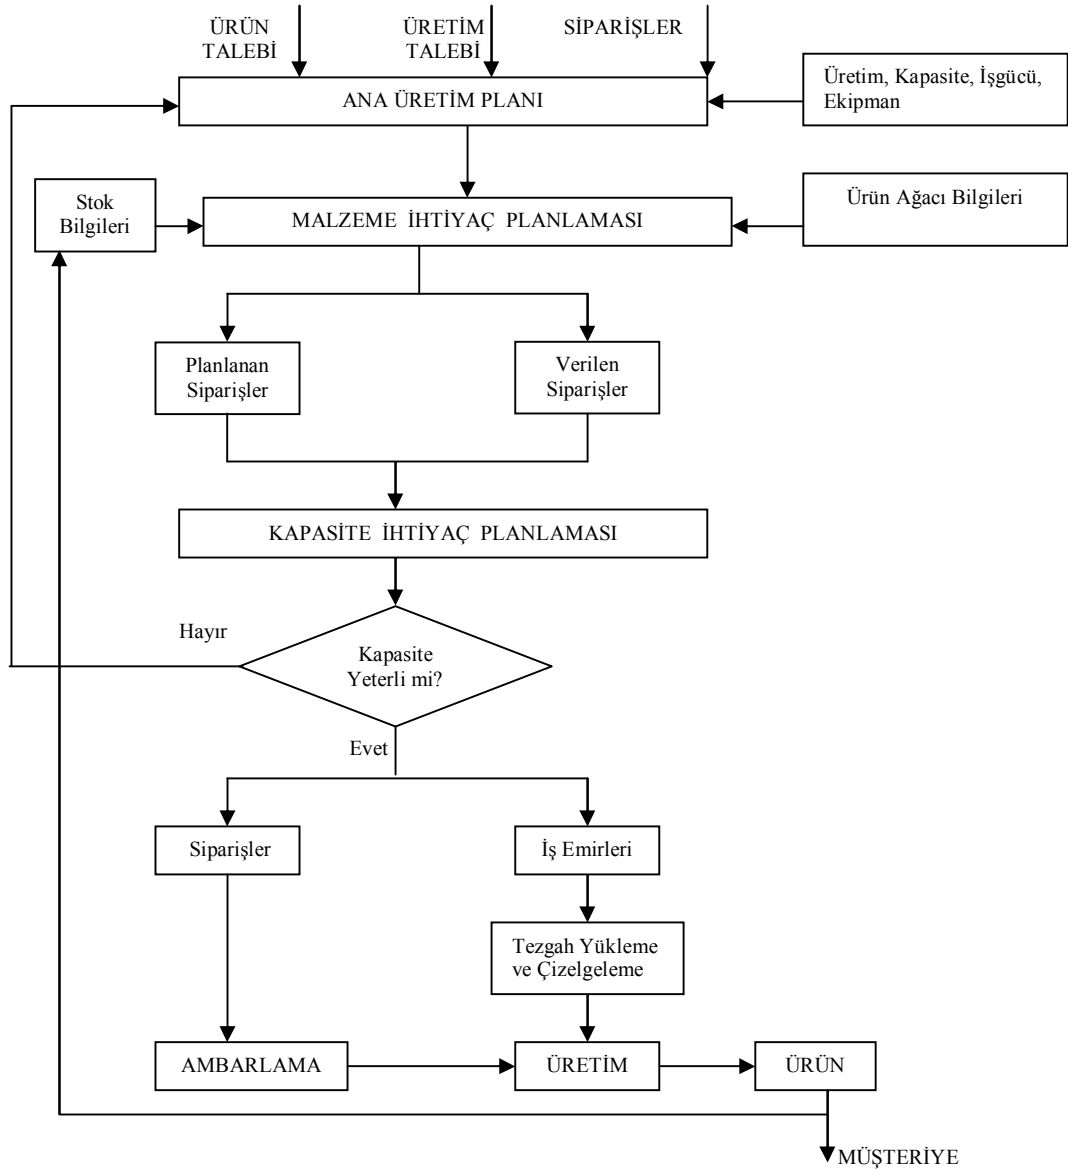 ÜRÜN
TALEBİ
ÜRETİM
TALEBİ
SİPARİŞLER
ANA ÜRETİM PLANI
Üretim, Kapasite, İşgücü,
Ekipman
Stok
Bilgileri
MALZEME İHTİYAÇ PLANLAMASI
Ürün Ağacı Bilgileri
Planlanan
Siparişler
Verilen
Siparişler
KAPASİTE İHTİYAÇ PLANLAMASI
Hayır
Kapasite
Yeterli mi?
Evet
Siparişler
İş Emirleri
Tezgah Yükleme
ve Çizelgeleme
AMBARLAMA
ÜRETİM
ÜRÜN
MÜŞTERİYE